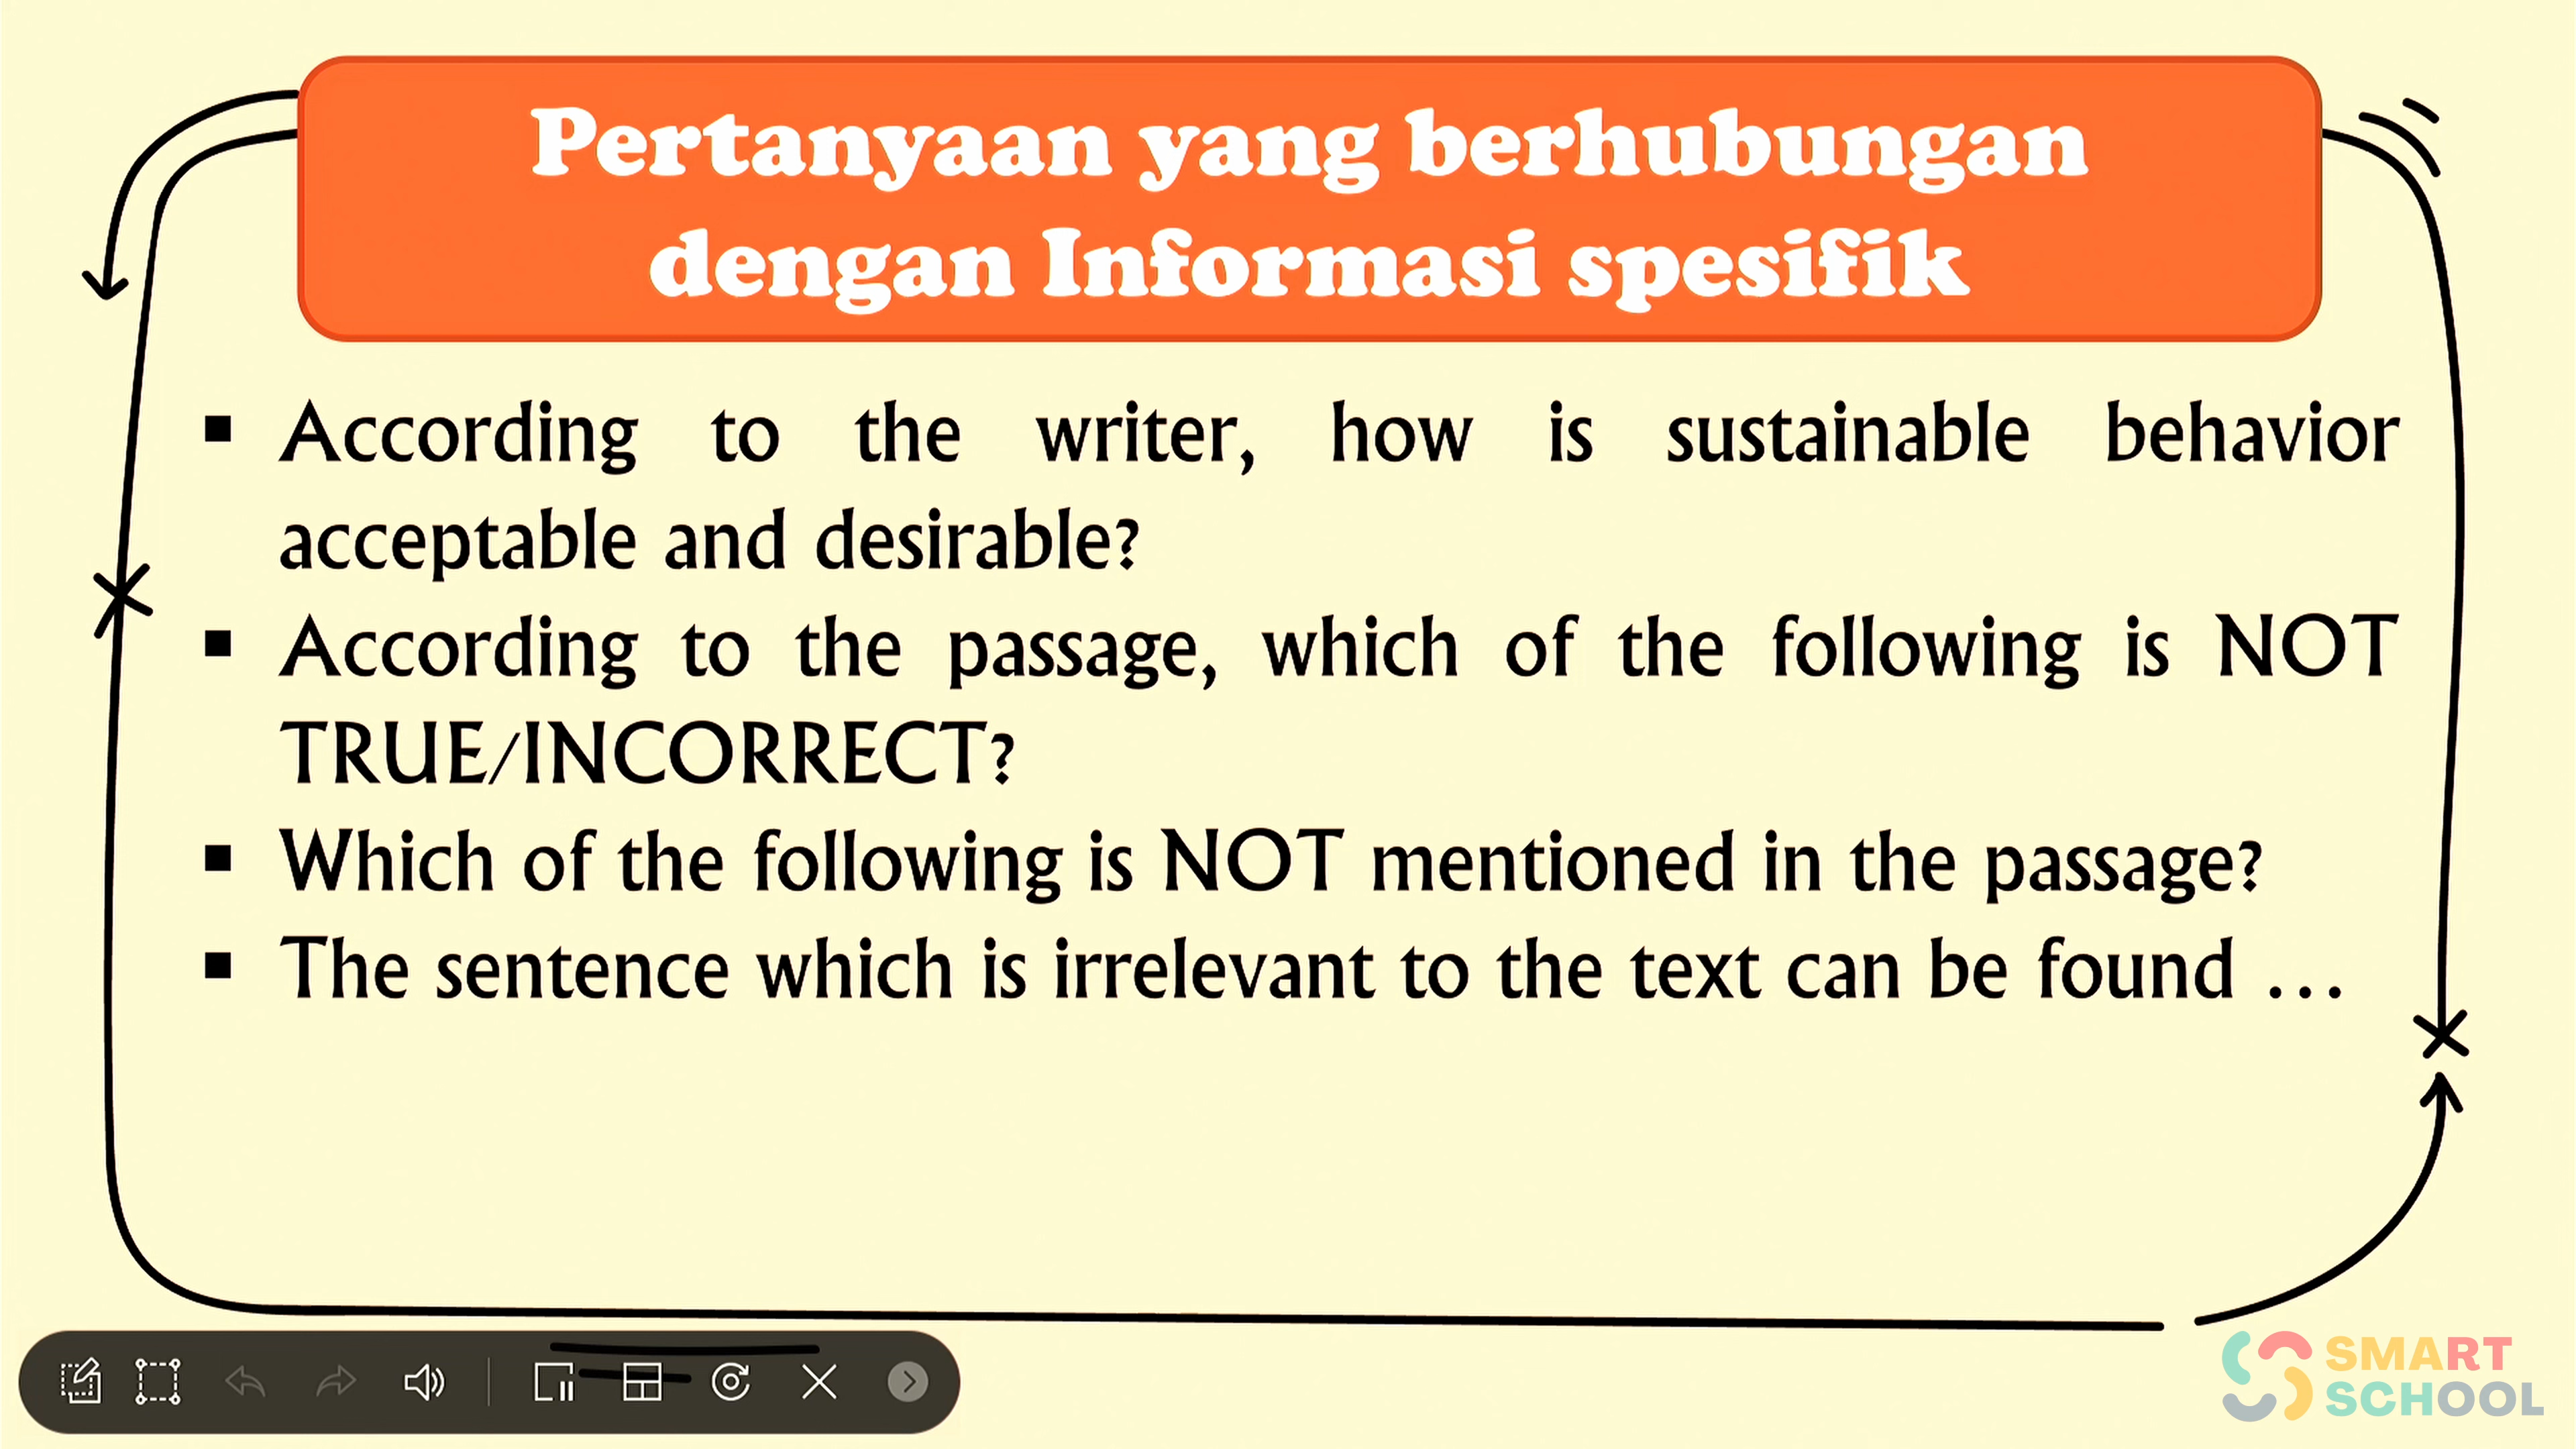 Pertanyaan yang berhubungan
dengan Informasi spesifik
▪ According to the writer, how is sustainable behavior
acceptable and desirable?
▪ According to the passage, which of the following is NOT
TRUE/INCORRECT?
▪ Which of the following is NOT mentioned in the passage?
▪ The sentence which is irrelevant to the text can be found ...
SMART
SCHOOL